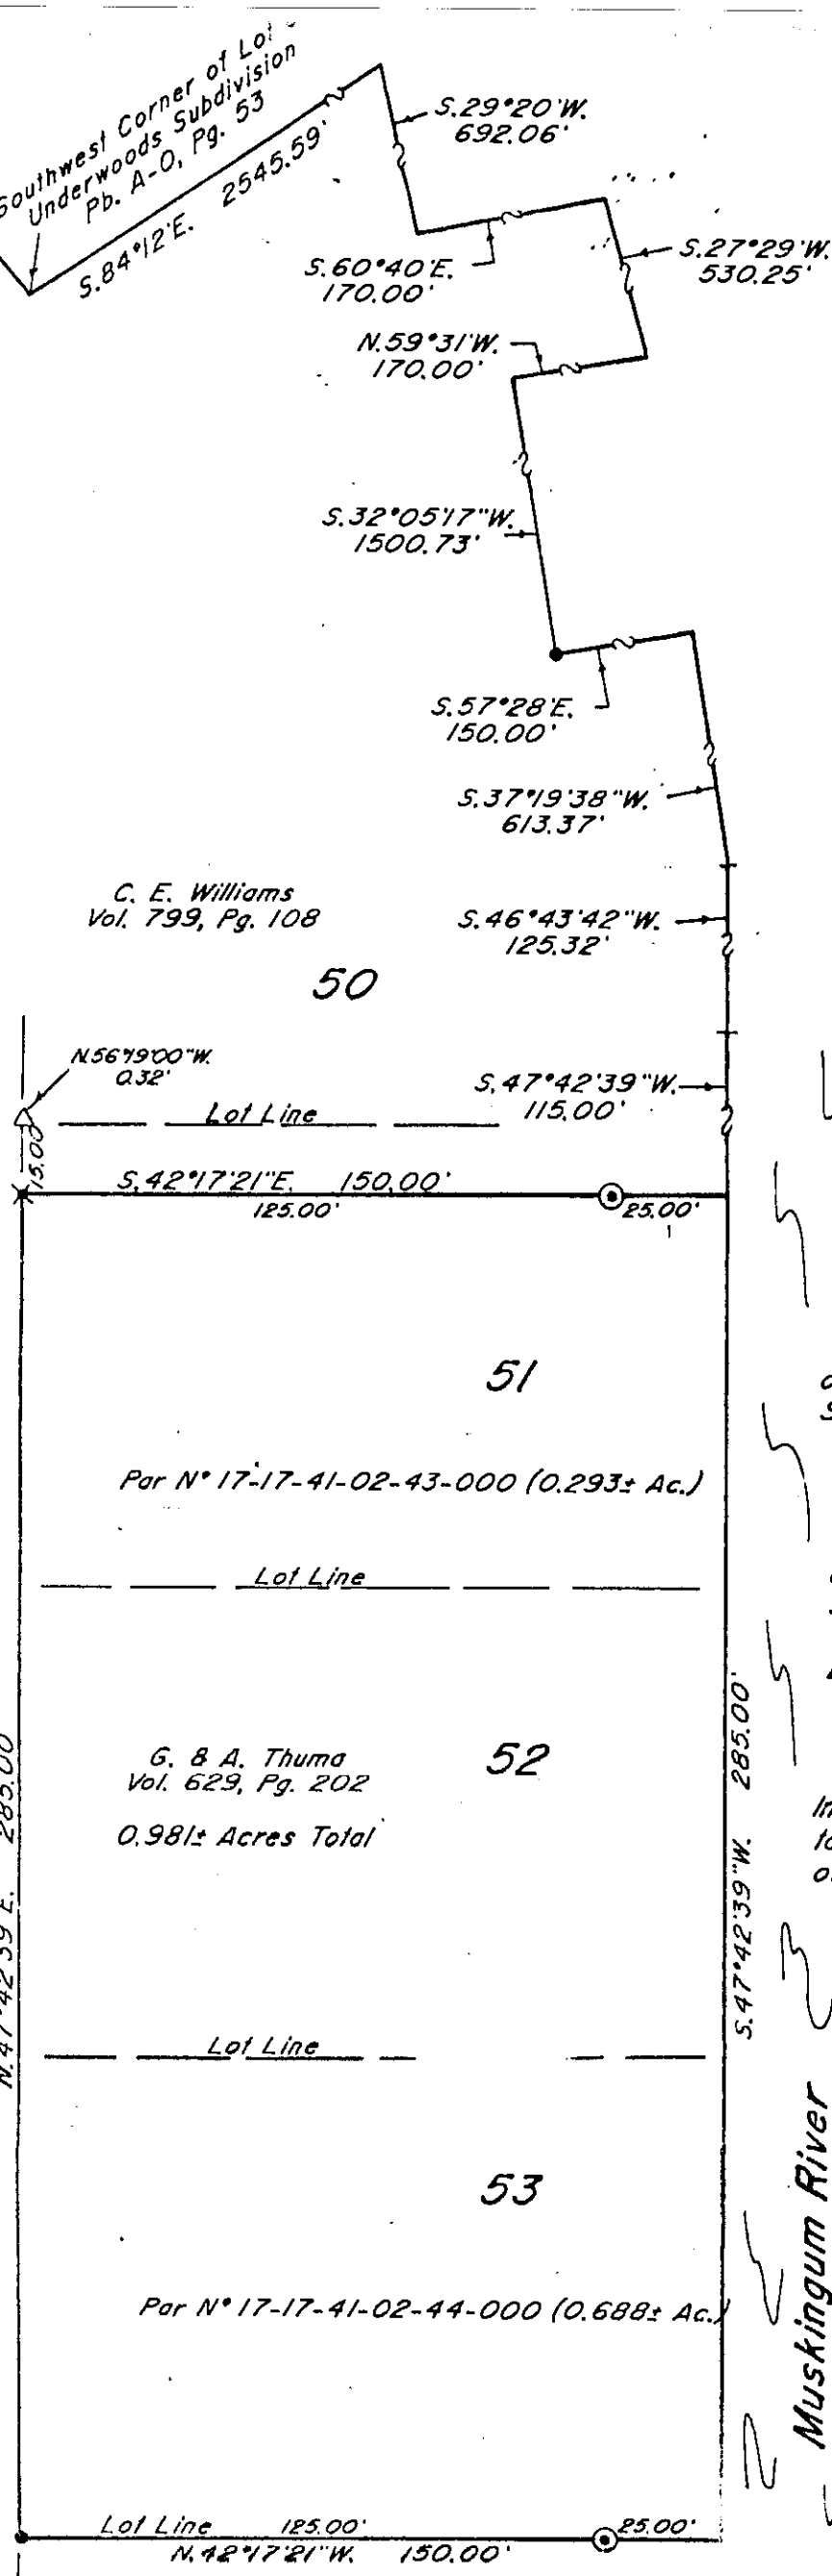 Southwest Corner of Lot
Underwoods Subdivision
Pb. A-O, Pg. 53
S.84°12'E. 2545.59'
S.29°20'W.
692.06'
S.60°40'E.
170.00'
S.27°29'W.
530.25'
N.59°31'W.
170.00'
S.32°05'17"W.
1500.73'
S.57°28'E.
150.00'
S.37°19'38"W.
613.37'
C. E. Williams
Vol. 799, Pg. 108
S.46°43'42"W.
125.32'
50
N.56°19'00"W.
0.32'
S.47°42'39"W.
115.00'
Lot Line
15.00'
S.42°17'21"E. 150.00'
125.00'
25.00'
51
Par Nº 17-17-41-02-43-000 (0.293± Ac.)
Lot Line
G. & A. Thuma
Vol. 629, Pg. 202
52
0.981± Acres Total
N.47°42'39"E. 285.00'
S.47°42'39"W. 285.00'
Lot Line
53
Par Nº 17-17-41-02-44-000 (0.688± Ac.)
Muskingum River
Lot Line 125.00'
25.00'
N.42°17'21"W. 150.00'